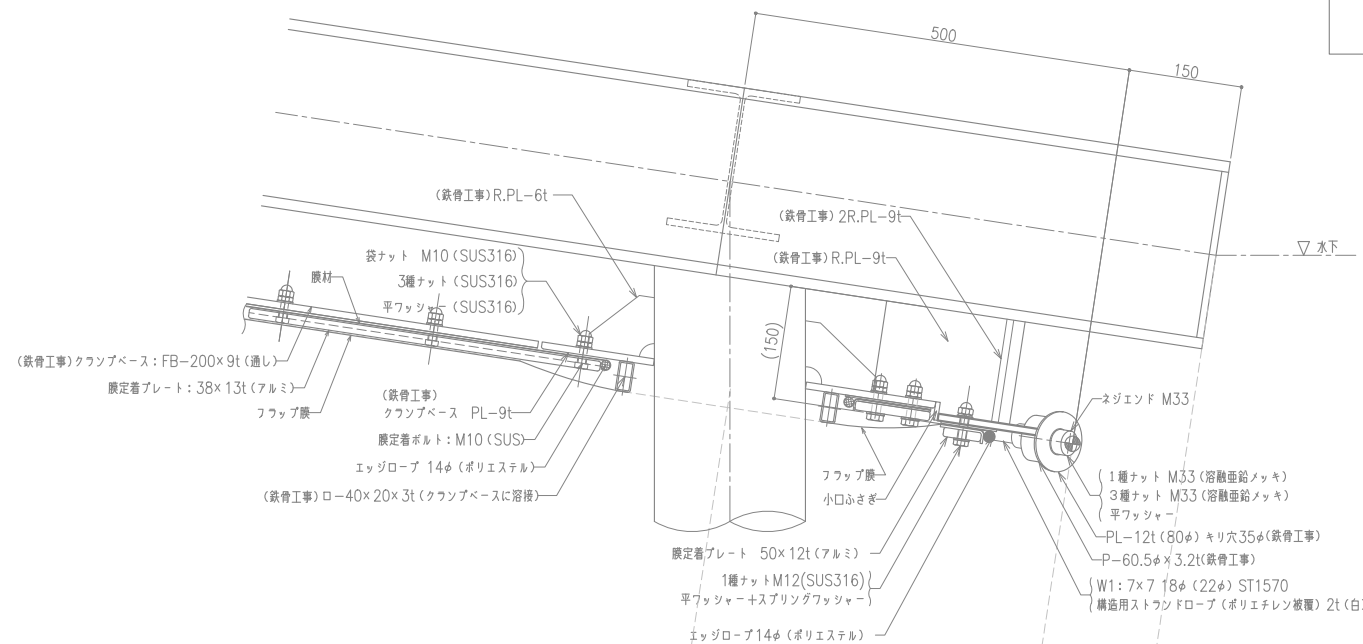 500
150
(鉄骨工事)R.PL-6t
(鉄骨工事) 2R.PL-9t
(鉄骨工事)R.PL-9t
▽ 水下
袋ナット M10(SUS316)
膜材
3種ナット(SUS316)
平ワッシャー(SUS316)
(150)
(鉄骨工事)クランプベース:FB-200×9t(通し)
膜定着プレート:38×13t(アルミ)
(鉄骨工事)
フラップ膜
クランプベース PL-9t
ネジエンド M33
膜定着ボルト:M10(SUS)
エッジロープ 14φ(ポリエステル)
フラップ膜
1種ナット M33(溶融亜鉛メッキ)
(鉄骨工事)ロ-40×20×3t(クランプベースに溶接)
小口ふさぎ
3種ナット M33(溶融亜鉛メッキ)
平ワッシャー
PL-12t(80φ)キリ穴35φ(鉄骨工事)
膜定着プレート 50×12t(アルミ)
P-60.5φ×3.2t(鉄骨工事)
1種ナットM12(SUS316)
W1:7×7 18φ(22φ) ST1570
平ワッシャー+スプリングワッシャー
構造用ストランドロープ(ポリエチレン被覆) 2t(白
エッジロープ14φ(ポリエステル)